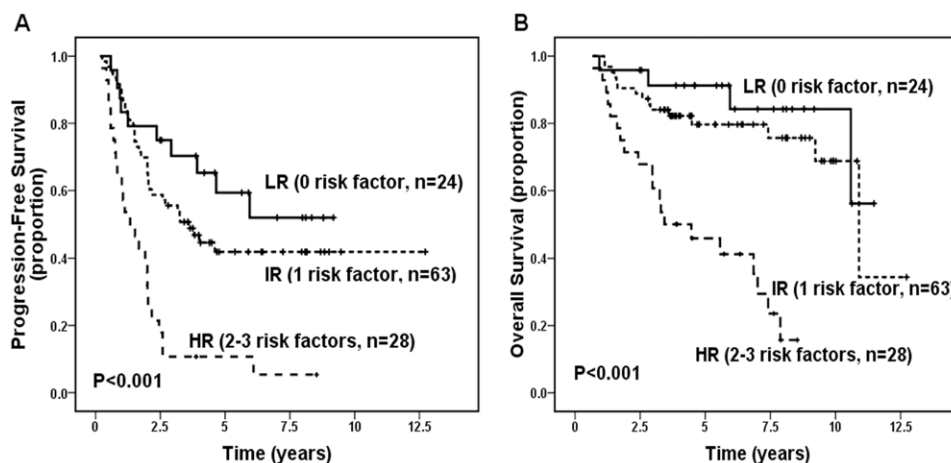 A
Progression-Free Survival
(proportion)
1.0
0.8
0.6
0.4
0.2
0.0
LR (0 risk factor, n=24)
IR (1 risk factor, n=63)
HR (2-3 risk factors, n=28)
P<0.001
0 2.5 5.0 7.5 10.0 12.5
Time (years)
B
Overall Survival (proportion)
1.0
0.8
0.6
0.4
0.2
0.0
LR (0 risk factor, n=24)
IR (1 risk factor, n=63)
HR (2-3 risk factors, n=28)
P<0.001
0 2.5 5.0 7.5 10.0 12.5
Time (years)